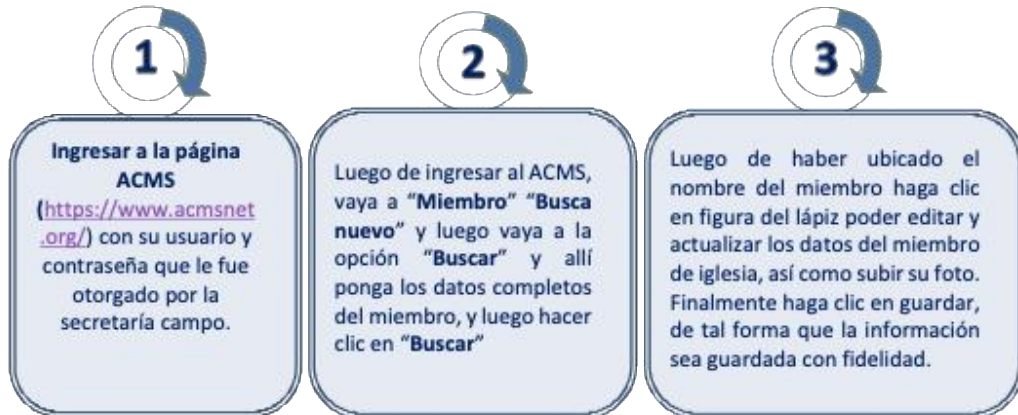 1
Ingresar a la página
ACMS
(https://www.acmsnet
.org/) con su usuario y
contraseña que le fue
otorgado por la
secretaría campo.
2
Luego de ingresar al ACMS,
vaya a “Miembro” “Busca
nuevo” y luego vaya a la
opción “Buscar” y allí
ponga los datos completos
del miembro, y luego hacer
clic en “Buscar”
3
Luego de haber ubicado el
nombre del miembro haga clic
en figura del lápiz poder editar y
actualizar los datos del miembro
de iglesia, así como subir su foto.
Finalmente haga clic en guardar,
de tal forma que la información
sea guardada con fidelidad.